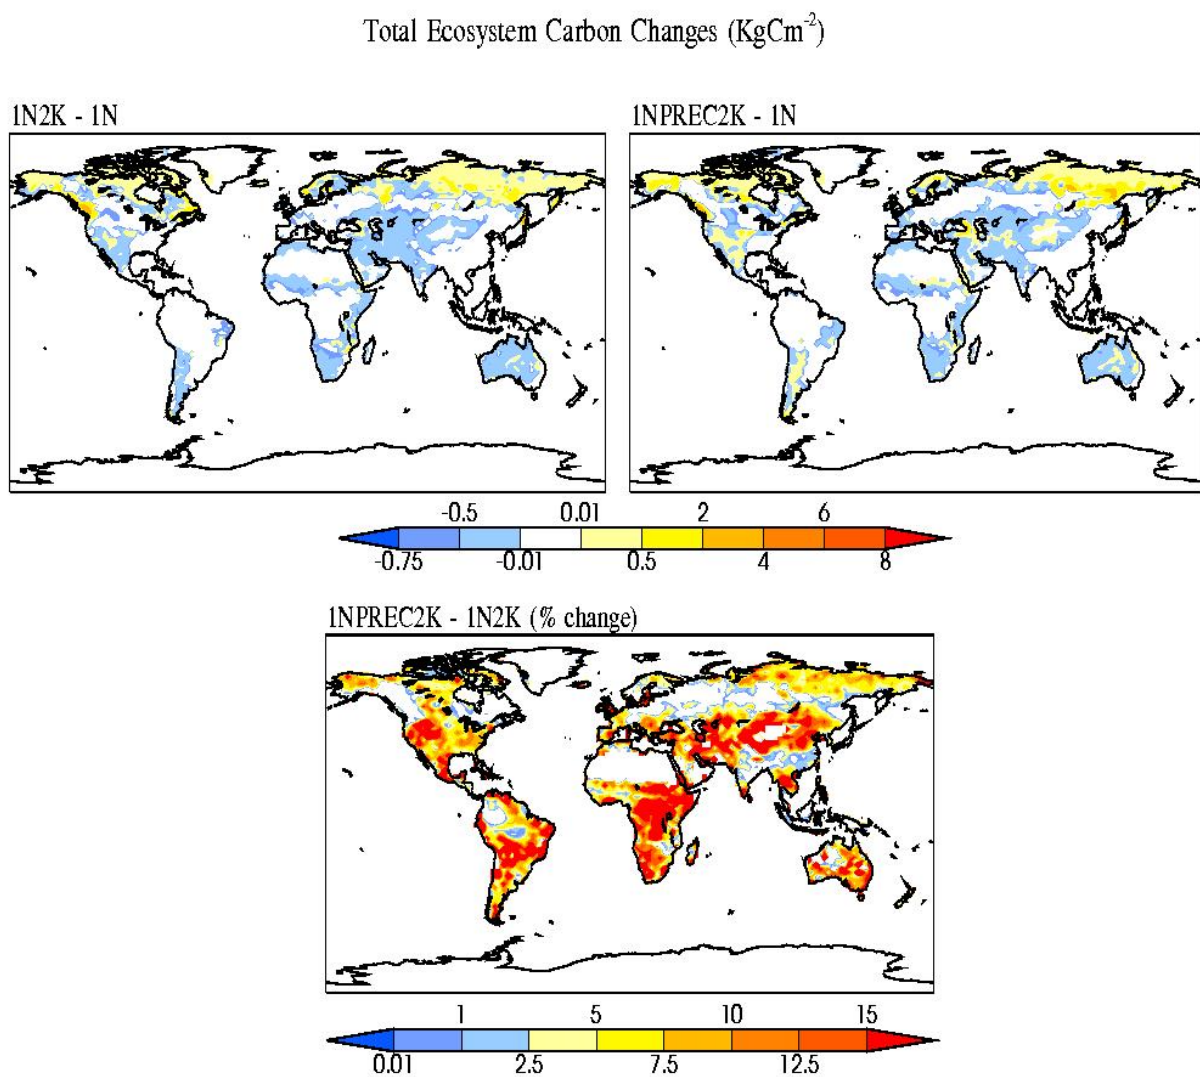 Total Ecosystem Carbon Changes (KgCm-2)
1N2K - 1N
1NPREC2K - 1N
-0.5 0.01 2 6
-0.75 -0.01 0.5 4 8
1NPREC2K - 1N2K (% change)
1 5 10 15
0.01 2.5 7.5 12.5